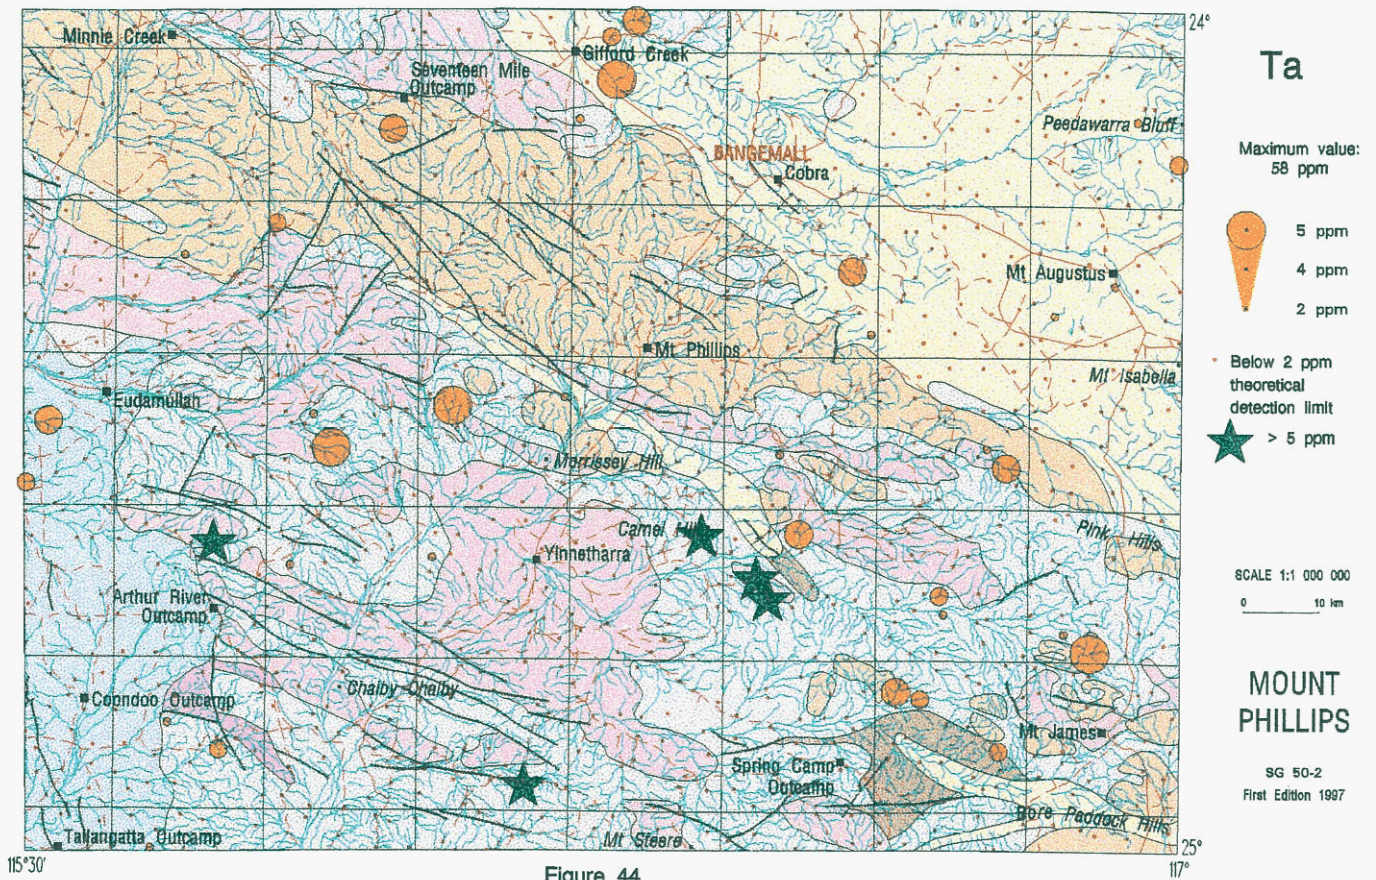 24°
Ta
Minnie Creek
Gifford Creek
Seventeen Mile
Outcamp
Peedawarra Bluff
BANGEMALL
Cobra
Maximum value:
58 ppm
5 ppm
4 ppm
2 ppm
Mt Augustus
Mt Phillips
Mt Isabella
Below 2 ppm
theoretical
detection limit
> 5 ppm
Eudamullah
Morrissey Hill
Camel Hill
Pink Hills
Yinnetharra
Arthur River
Outcamp
SCALE 1:1 000 000
0 10 km
Chalby Chalby
Coondoo Outcamp
MOUNT
PHILLIPS
Mt James
Spring Camp
Outcamp
SG 50-2
First Edition 1997
Bore Paddock Hills
Tallangatta Outcamp
Mt Steere
25°
115°30'
117°
Figure 44